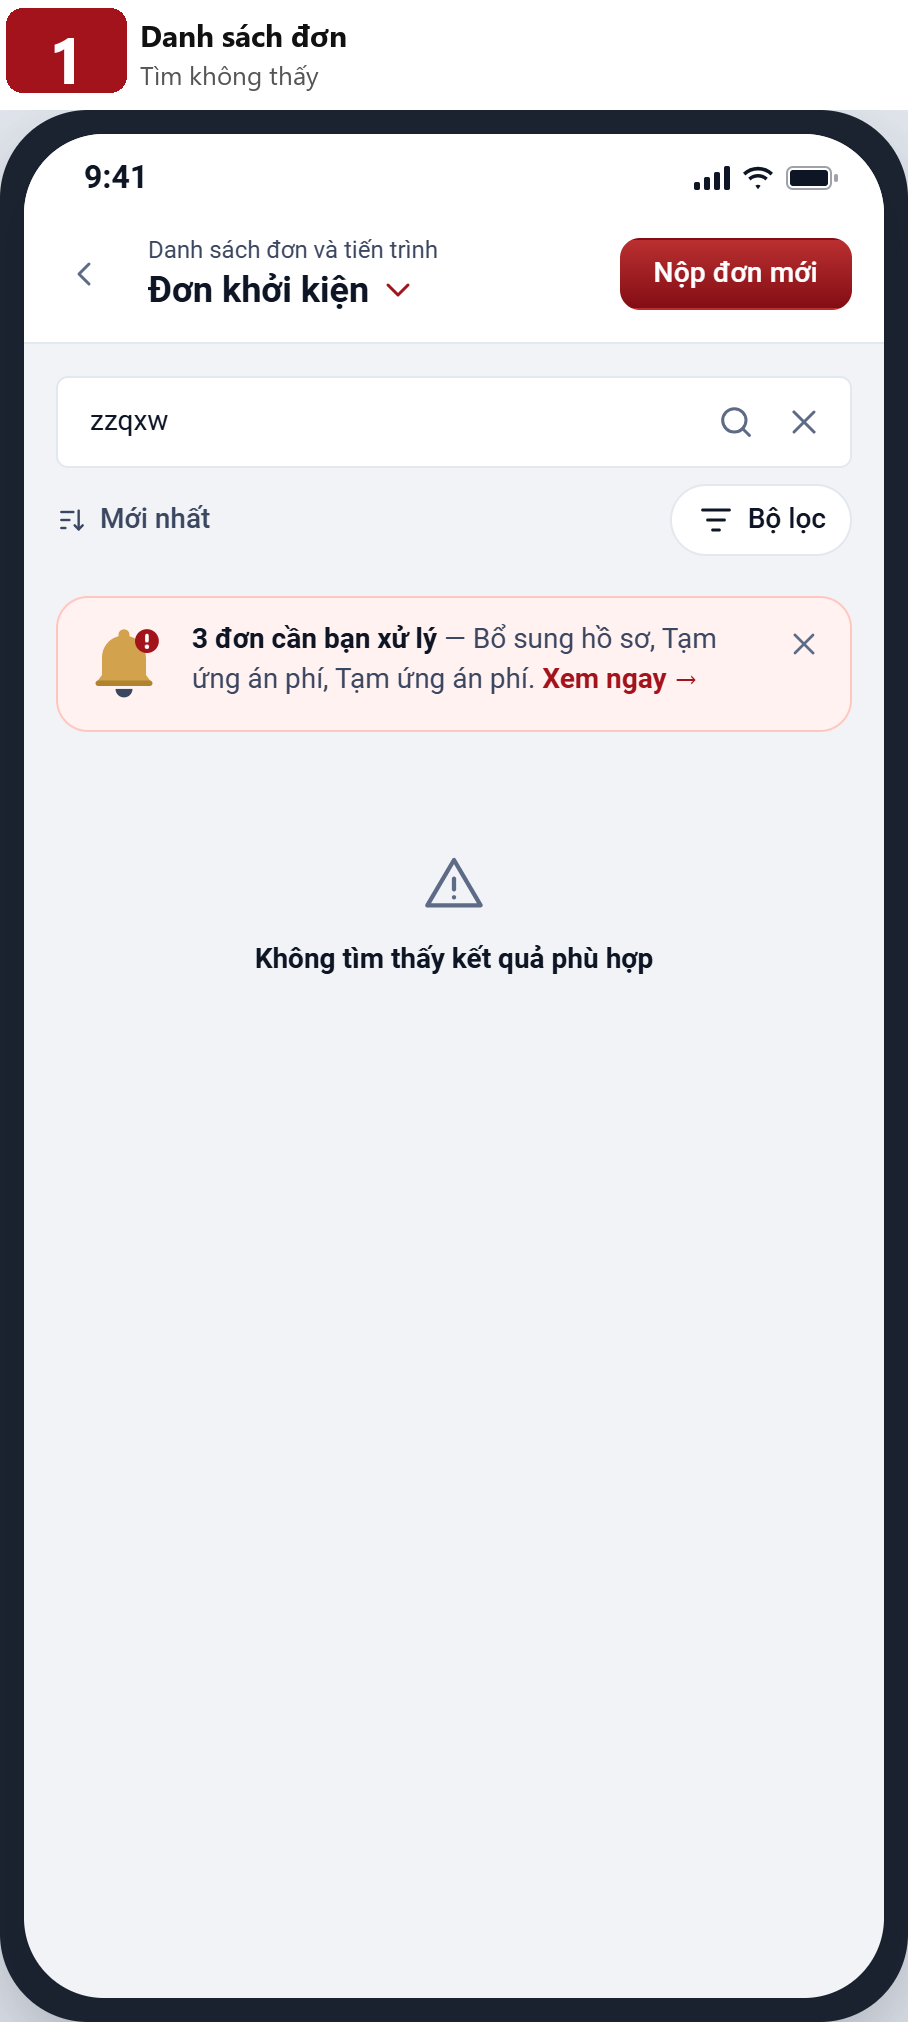 1
Danh sách đơn
Tìm không thấy
9:41
Danh sách đơn và tiến trình
Đơn khởi kiện
Nộp đơn mới
zzqxw
Mới nhất
Bộ lọc
3 đơn cần bạn xử lý — Bổ sung hồ sơ, Tạm
ứng án phí, Tạm ứng án phí. Xem ngay →
Không tìm thấy kết quả phù hợp